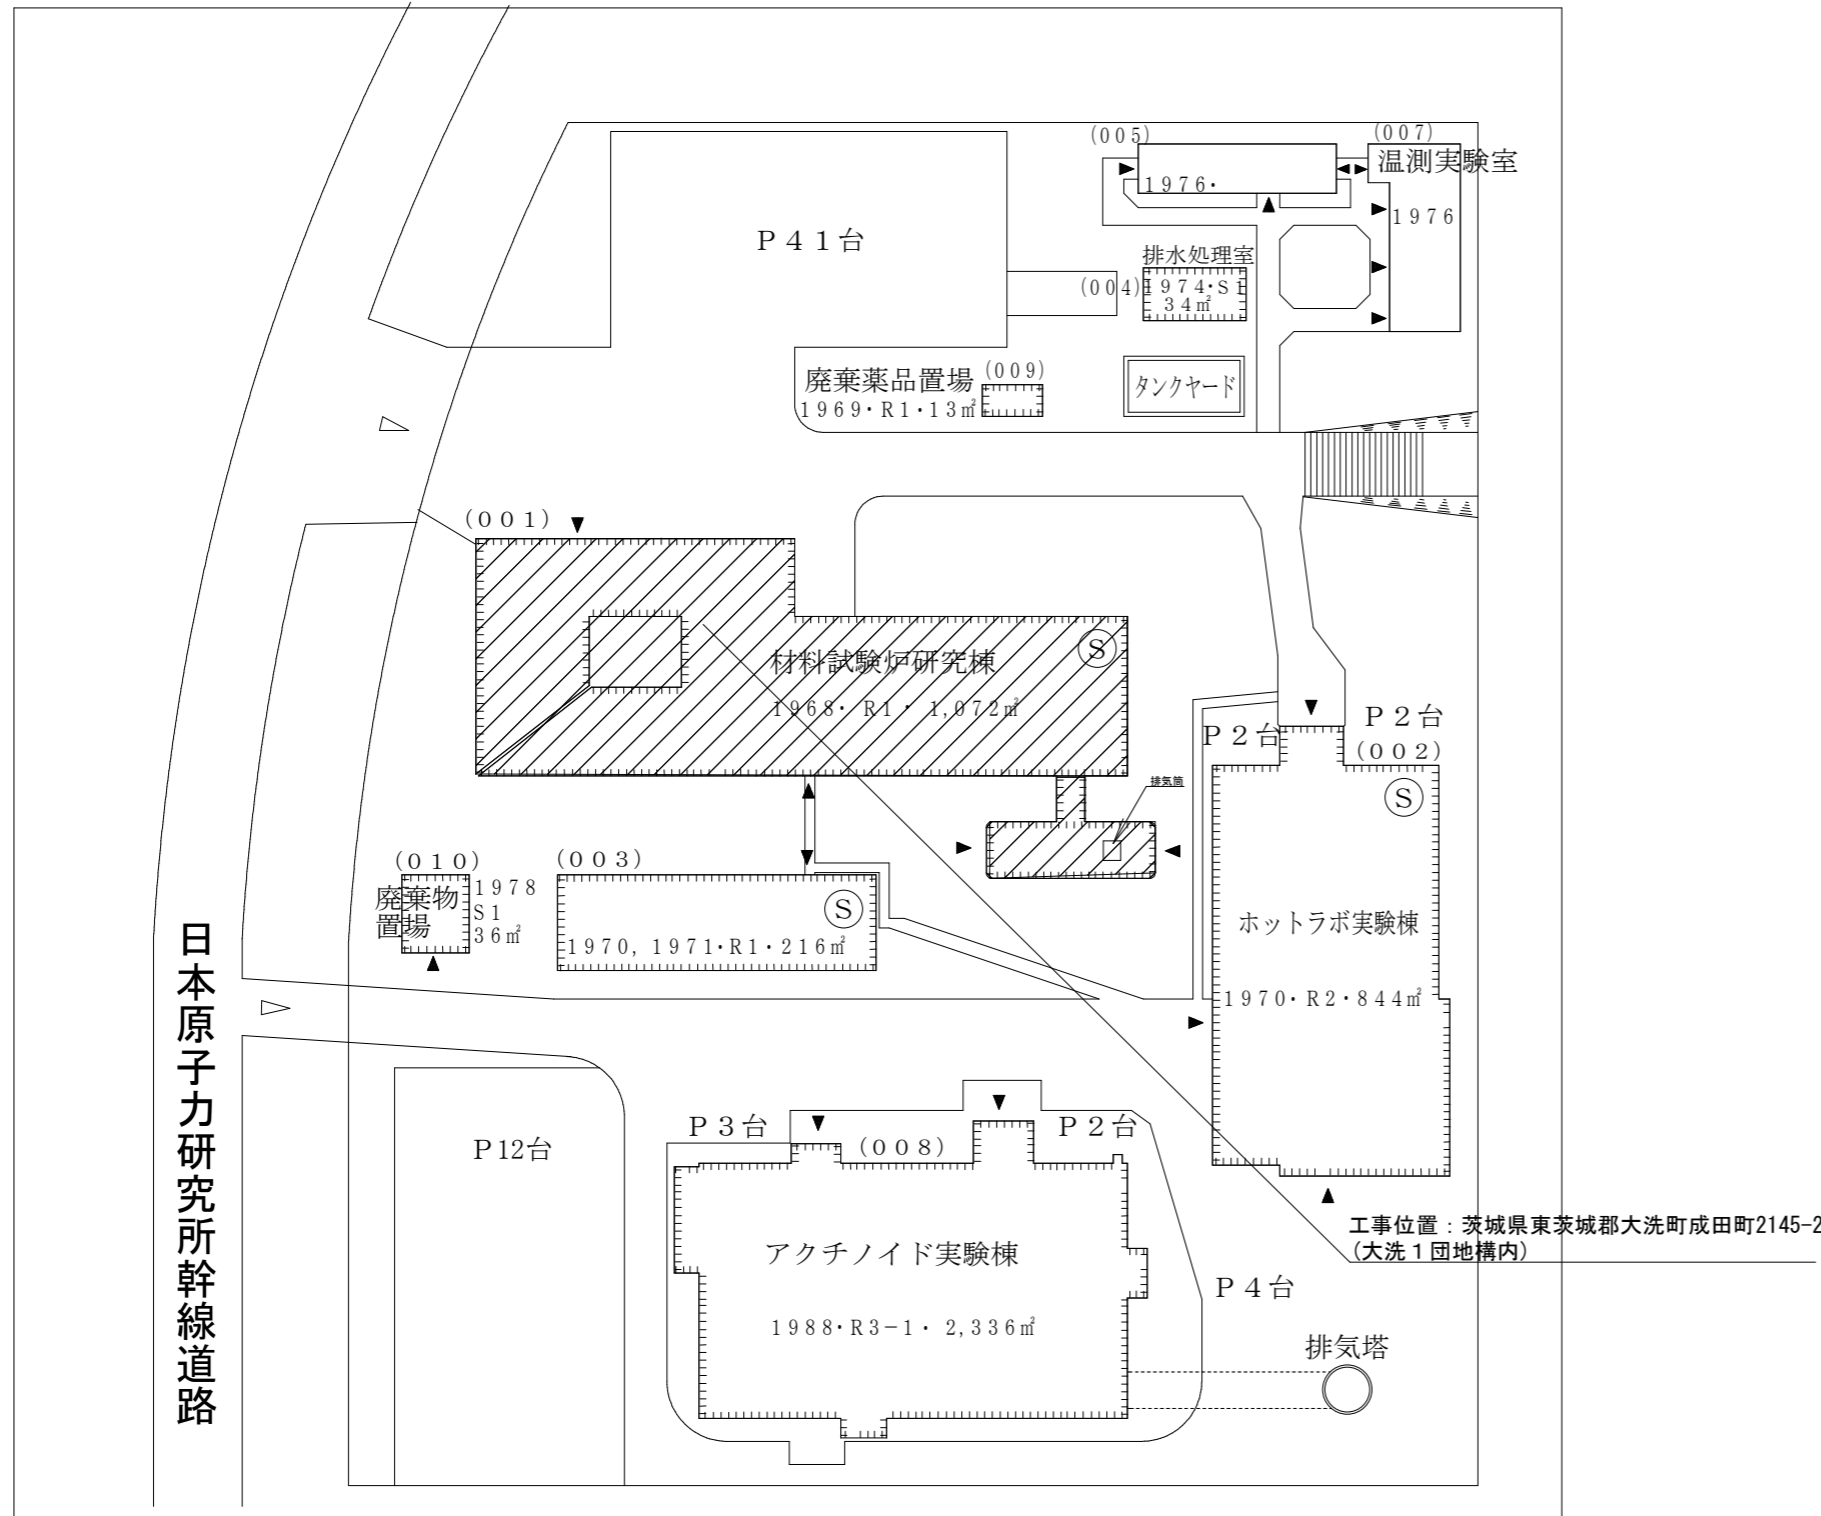 (005)
(007)
温測実験室
1976・
1976
P41台
排水処理室
(004)
1974・S1
34㎡
廃棄薬品置場
(009)
1969・R1・13㎡
タンクヤード
(001)
材料試験炉研究棟
S
1968・R1・1,072㎡
P2台
P2台
(002)
S
排気筒
(010)
廃棄物
置場
1978
S1
36㎡
(003)
S
1970, 1971・R1・216㎡
ホットラボ実験棟
1970・R2・844㎡
日本原子力研究所幹線道路
P12台
P3台
(008)
P2台
アクチノイド実験棟
1988・R3-1・2,336㎡
工事位置：茨城県東茨城郡大洗町成田町2145-2
(大洗1団地構内)
P4台
排気塔